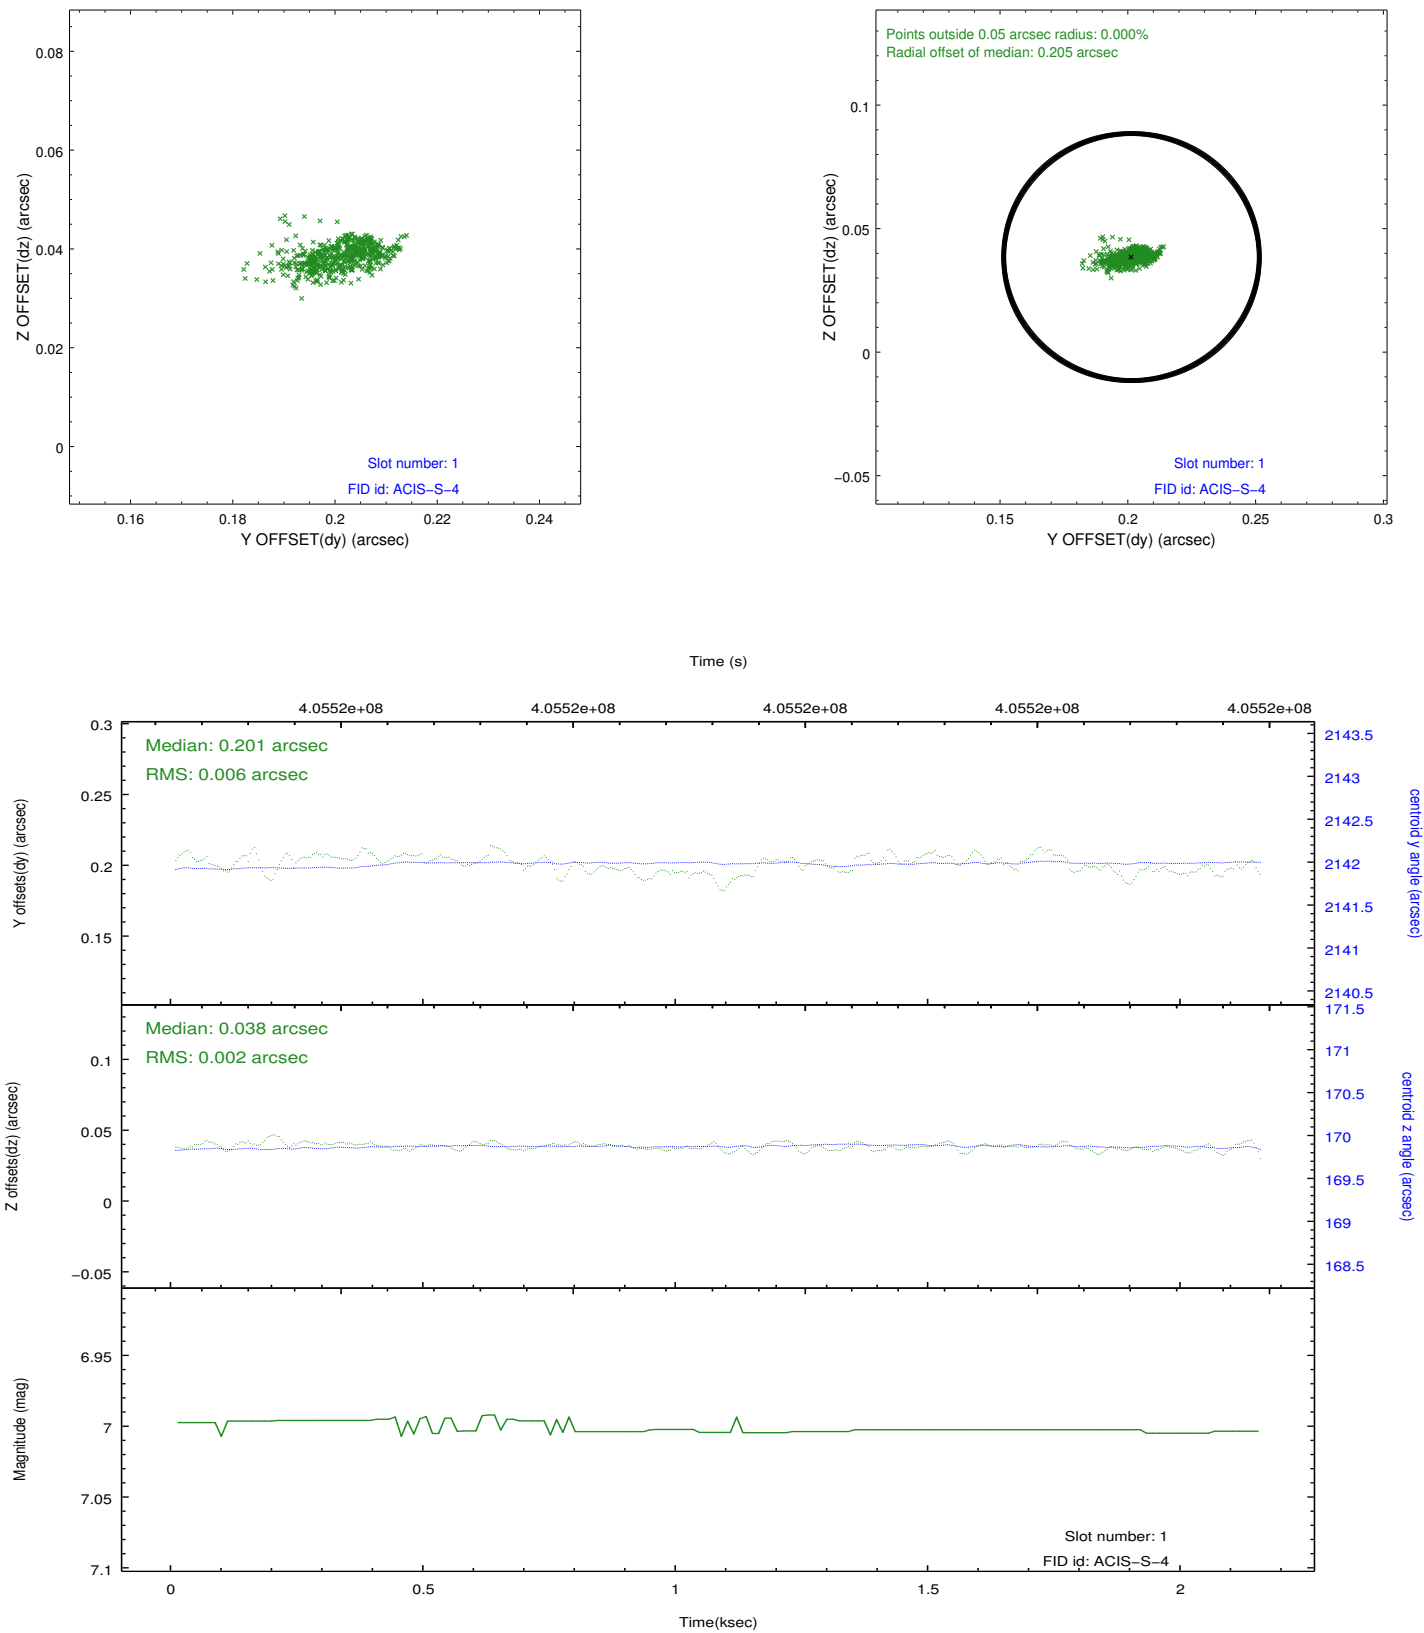 0.08
0.06
0.04
0.02
0
Z OFFSET(dz) (arcsec)
Slot number: 1
FID id: ACIS−S−4
0.16 0.18 0.2 0.22 0.24
Y OFFSET(dy) (arcsec)
Points outside 0.05 arcsec radius: 0.000%
Radial offset of median: 0.205 arcsec
0.1
0.05
0
−0.05
Z OFFSET(dz) (arcsec)
Slot number: 1
FID id: ACIS−S−4
0.15 0.2 0.25 0.3
Y OFFSET(dy) (arcsec)
Time (s)
4.0552e+08 4.0552e+08 4.0552e+08 4.0552e+08 4.0552e+08
Median: 0.201 arcsec
RMS: 0.006 arcsec
0.3
0.25
0.2
0.15
Y offsets(dy) (arcsec)
2143.5
2143
2142.5
2142
2141.5
2141
2140.5
centroid y angle (arcsec)
Median: 0.038 arcsec
RMS: 0.002 arcsec
0.1
0.05
0
−0.05
Z offsets(dz) (arcsec)
171.5
171
170.5
170
169.5
169
168.5
centroid z angle (arcsec)
6.95
7
7.05
7.1
Magnitude (mag)
Slot number: 1
FID id: ACIS−S−4
0 0.5 1 1.5 2
Time(ksec)